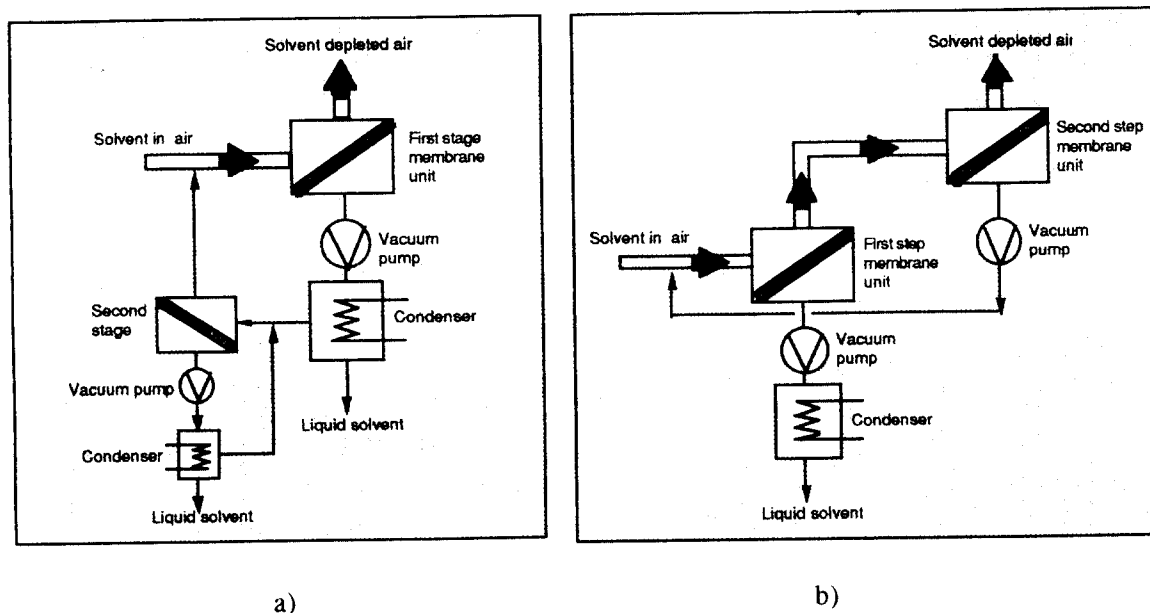 Solvent depleted air
Solvent in air
First stage
membrane
unit
Vacuum
pump
Second
stage
Condenser
Vacuum pump
Liquid solvent
Condenser
Liquid solvent
a)
Solvent depleted air
Second step
membrane
unit
Solvent in air
First step
membrane
unit
Vacuum
pump
Vacuum
pump
Condenser
Liquid solvent
b)